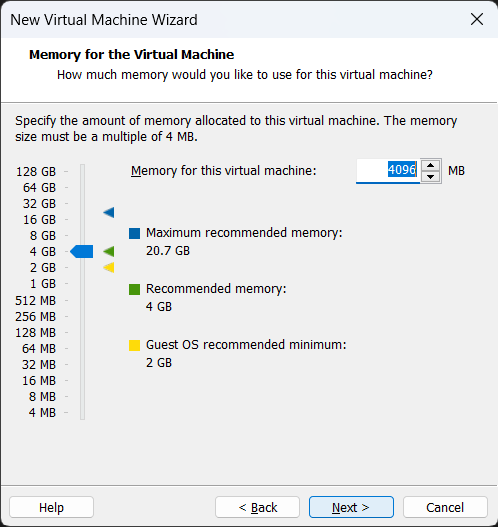 New Virtual Machine Wizard
Memory for the Virtual Machine
How much memory would you like to use for this virtual machine?
Specify the amount of memory allocated to this virtual machine. The memory
size must be a multiple of 4 MB.
Memory for this virtual machine: 4096 MB
128 GB
64 GB
32 GB
16 GB
8 GB
4 GB
2 GB
1 GB
512 MB
256 MB
128 MB
64 MB
32 MB
16 MB
8 MB
4 MB
Maximum recommended memory:
20.7 GB
Recommended memory:
4 GB
Guest OS recommended minimum:
2 GB
Help
< Back
Next >
Cancel